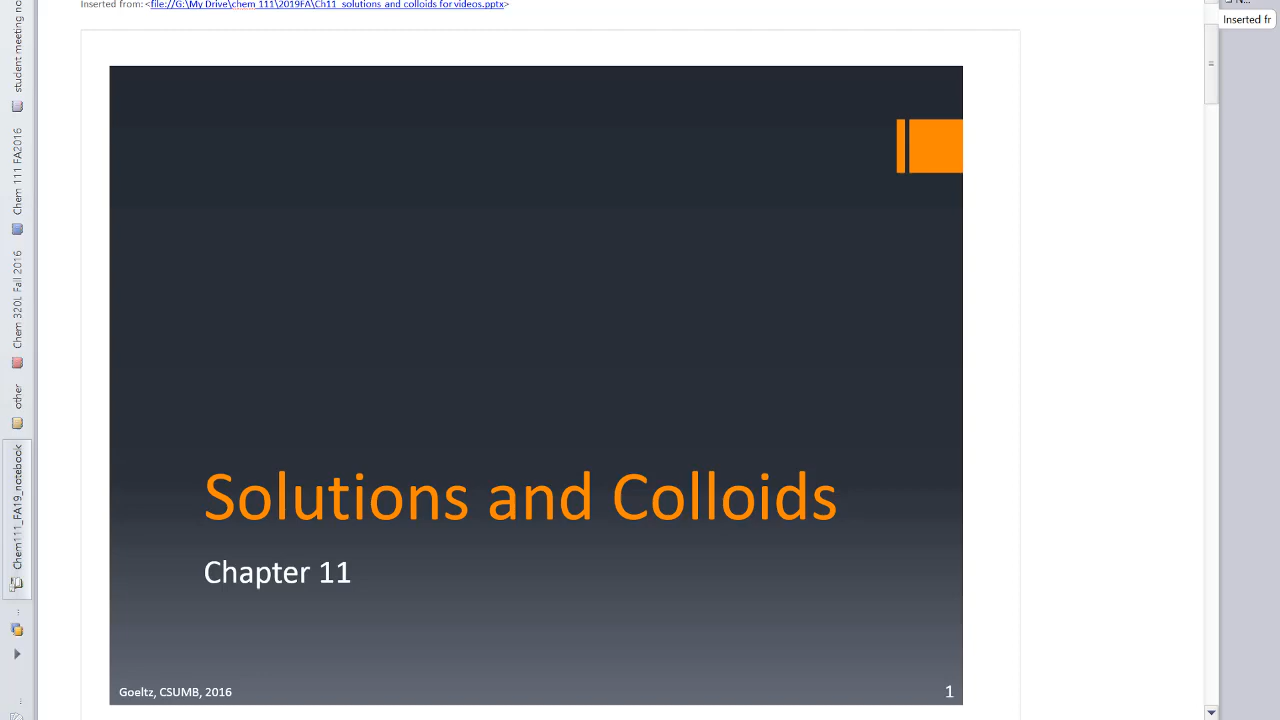 Inserted from: <file://G:\My Drive\chem 111\2019FA\Ch11_solutions and colloids for videos.pptx>
Inserted fr
student meeting no
Chem 111 FA2016
Chem 320L Fall 2016
other
Chem111_FA19_notebook
Solutions and Colloids
Chapter 11
Goeltz, CSUMB, 2016
1